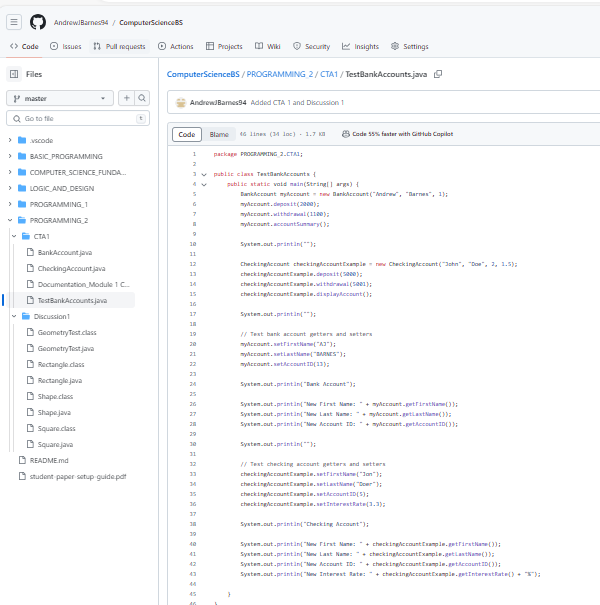 AndrewJBarnes94 / ComputerScienceBS
Code Issues Pull requests Actions Projects Wiki Security Insights Settings
Files
master
Go to file t
.vscode
BASIC_PROGRAMMING
COMPUTER_SCIENCE_FUNDA...
LOGIC_AND_DESIGN
PROGRAMMING_1
PROGRAMMING_2
CTA1
BankAccount.java
CheckingAccount.java
Documentation_Module 1 C...
TestBankAccounts.java
Discussion1
GeometryTest.class
GeometryTest.java
Rectangle.class
Rectangle.java
Shape.class
Shape.java
Square.class
Square.java
README.md
student-paper-setup-guide.pdf
ComputerScienceBS / PROGRAMMING_2 / CTA1 / TestBankAccounts.java
AndrewJBarnes94 Added CTA 1 and Discussion 1
Code Blame 46 lines (34 loc) · 1.7 KB Code 55% faster with GitHub Copilot
1 package PROGRAMMING_2.CTA1;
2
3 public class TestBankAccounts {
4 public static void main(String[] args) {
5 BankAccount myAccount = new BankAccount("Andrew", "Barnes", 1);
6 myAccount.deposit(2000);
7 myAccount.withdrawal(1100);
8 myAccount.accountSummary();
9
10 System.out.println("");
11
12 CheckingAccount checkingAccountExample = new CheckingAccount("John", "Doe", 2, 1.5);
13 checkingAccountExample.deposit(5000);
14 checkingAccountExample.withdrawal(5001);
15 checkingAccountExample.displayAccount();
16
17 System.out.println("");
18
19 // Test bank account getters and setters
20 myAccount.setFirstName("AJ");
21 myAccount.setLastName("BARNES");
22 myAccount.setAccountID(13);
23
24 System.out.println("Bank Account");
25
26 System.out.println("New First Name: " + myAccount.getFirstName());
27 System.out.println("New Last Name: " + myAccount.getLastName());
28 System.out.println("New Account ID: " + myAccount.getAccountID());
29
30 System.out.println("");
31
32 // Test checking account getters and setters
33 checkingAccountExample.setFirstName("Jon");
34 checkingAccountExample.setLastName("Doer");
35 checkingAccountExample.setAccountID(5);
36 checkingAccountExample.setInterestRate(3.3);
37
38 System.out.println("Checking Account");
39
40 System.out.println("New First Name: " + checkingAccountExample.getFirstName());
41 System.out.println("New Last Name: " + checkingAccountExample.getLastName());
42 System.out.println("New Account ID: " + checkingAccountExample.getAccountID());
43 System.out.println("New Interest Rate: " + checkingAccountExample.getInterestRate() + "%");
44
45 }
46 }